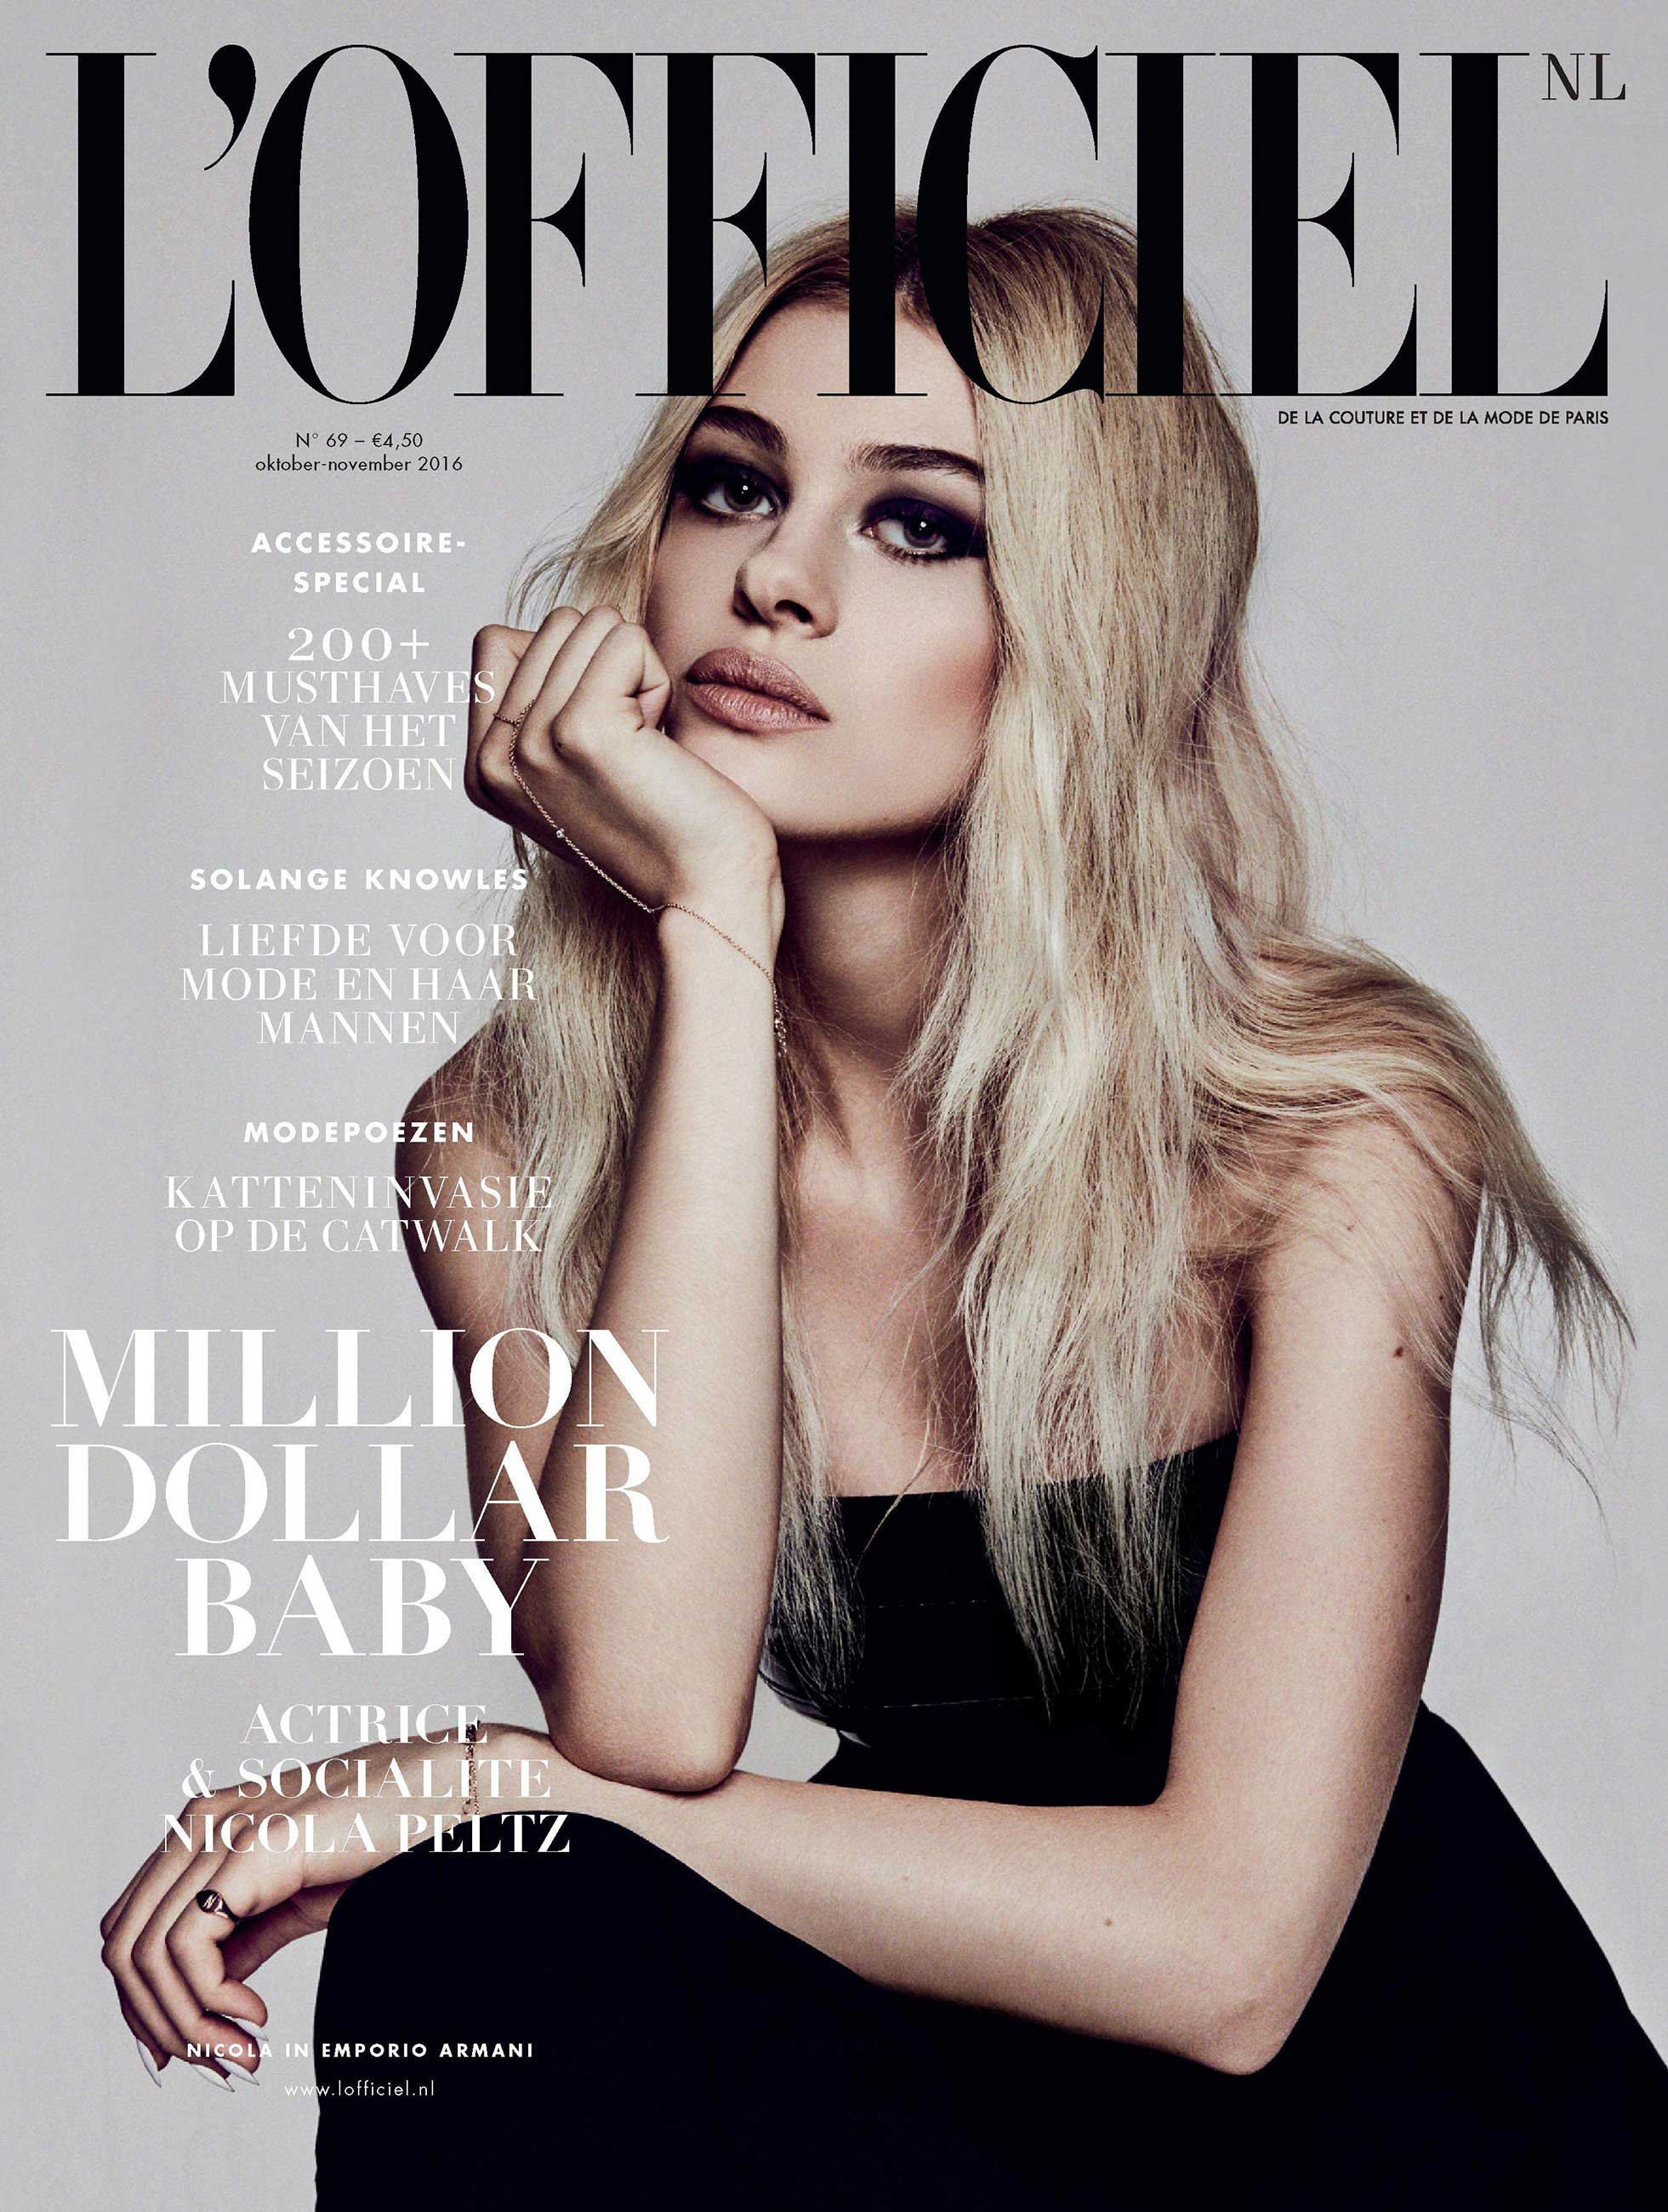 L'OFFICIEL NL
DE LA COUTURE ET DE LA MODE DE PARIS
N° 69 – €4,50
oktober-november 2016
ACCESSOIRE-
SPECIAL
200+
MUSTHAVES
VAN HET
SEIZOEN
SOLANGE KNOWLES
LIEFDE VOOR
MODE EN HAAR
MANNEN
MODEPOEZEN
KATTENINVASIE
OP DE CATWALK
MILLION
DOLLAR
BABY
ACTRICE
& SOCIALITE
NICOLA PELTZ
NICOLA IN EMPORIO ARMANI
www.lofficiel.nl